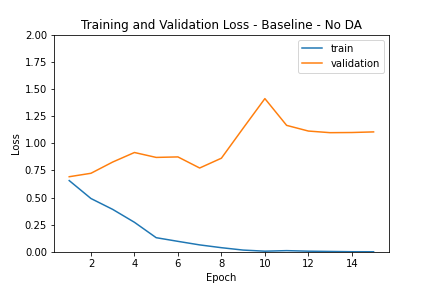 Training and Validation Loss - Baseline - No DA
train
validation
Loss
2.00
1.75
1.50
1.25
1.00
0.75
0.50
0.25
0.00
2 4 6 8 10 12 14
Epoch